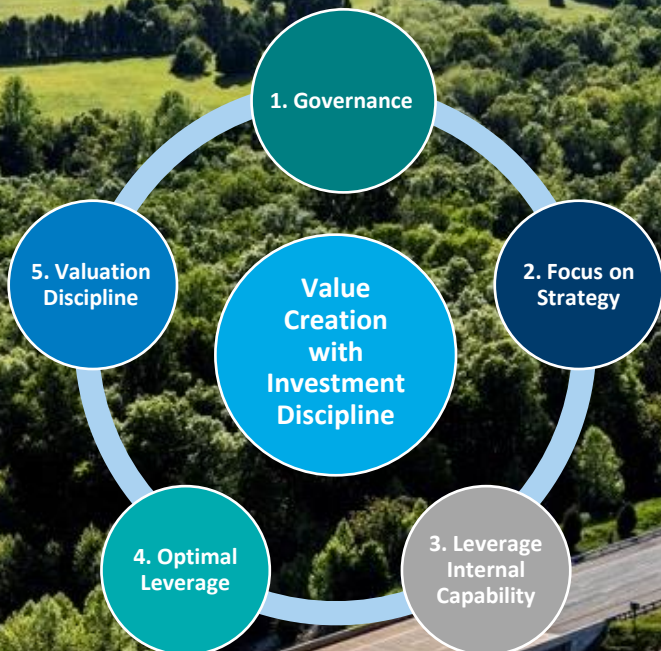 1. Governance
2. Focus on
Strategy
3. Leverage
Internal
Capability
4. Optimal
Leverage
5. Valuation
Discipline
Value
Creation
with
Investment
Discipline